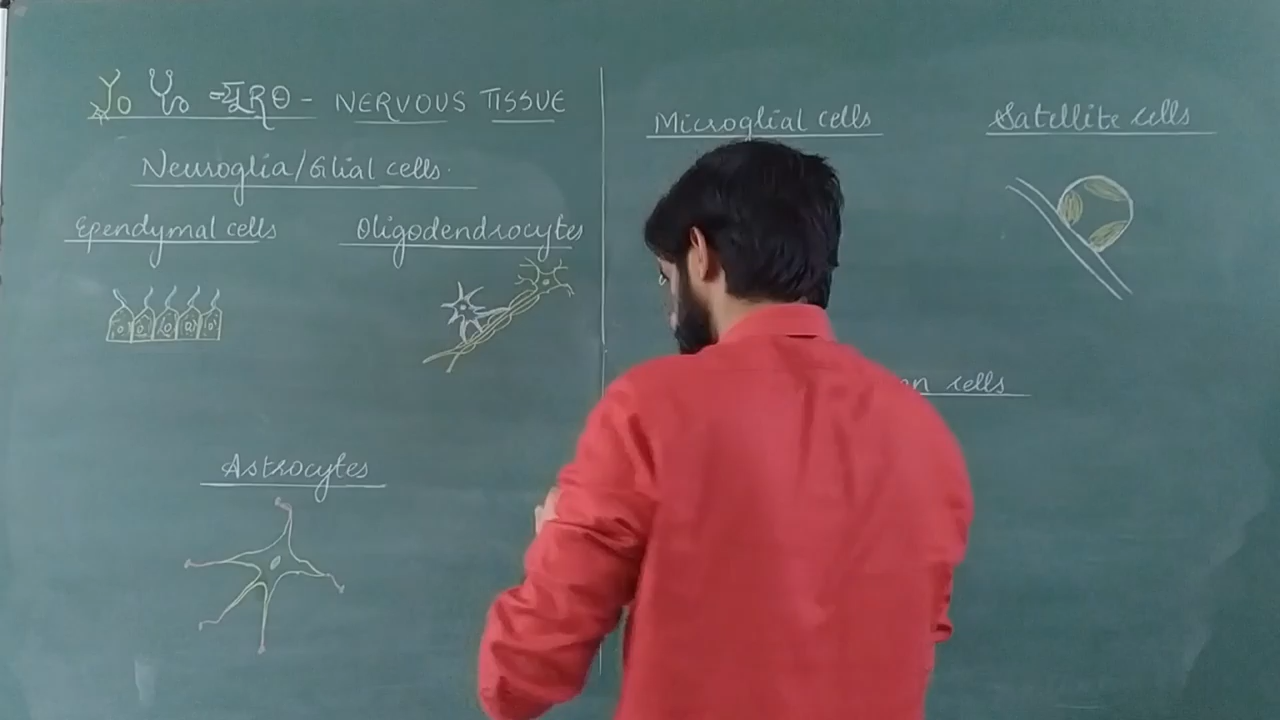 NERVOUS TISSUE
Neuroglia/Glial cells.
Ependymal cells
Oligodendrocytes
Astrocytes
Microglial cells
Satellite cells
cells